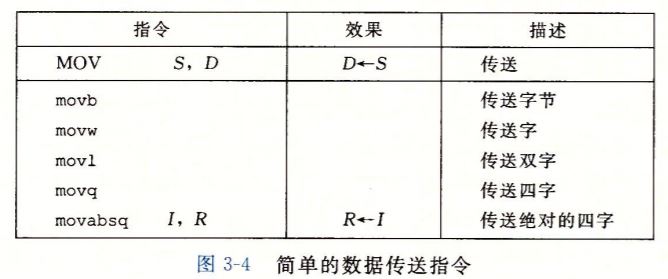 指令 效果 描述
MOV S, D D←S 传送
movb 传送字节
movw 传送字
movl 传送双字
movq 传送四字
movabsq I, R R←I 传送绝对的四字
图 3-4 简单的数据传送指令